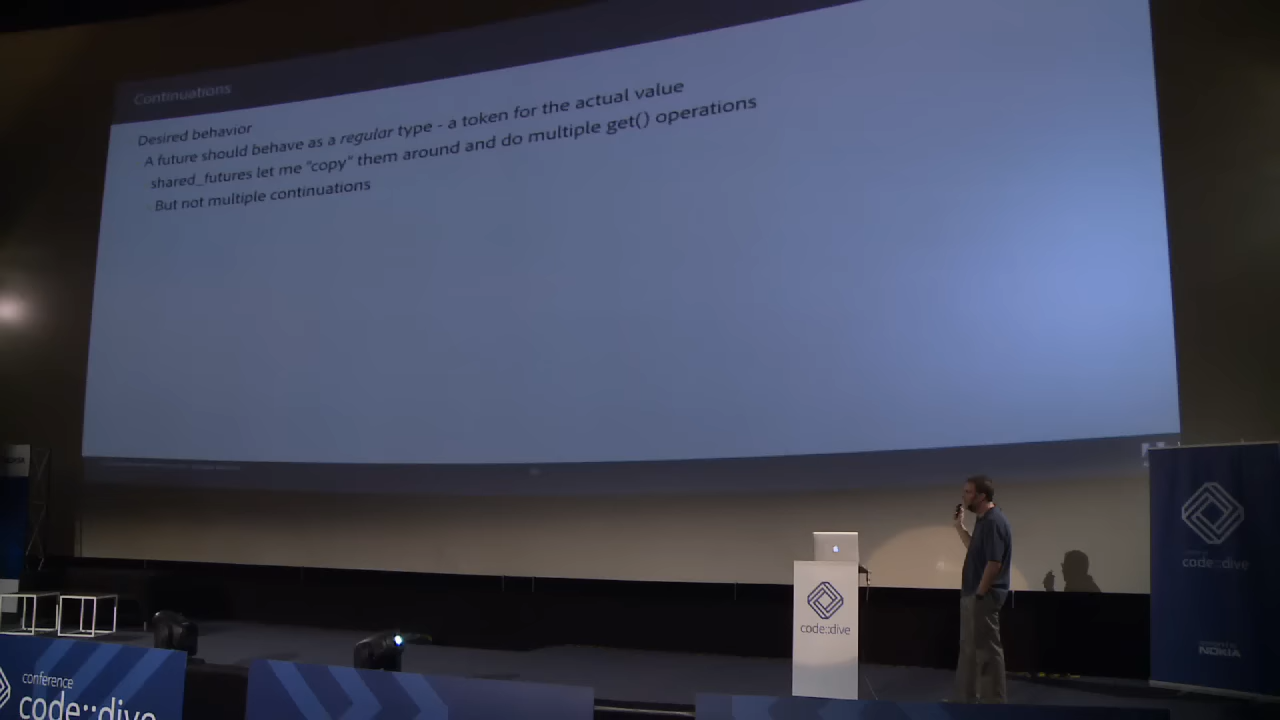 Continuations
Desired behavior
A future should behave as a regular type - a token for the actual value
shared_futures let me "copy" them around and do multiple get() operations
But not multiple continuations
code::dive
code::dive
NOKIA
conference
code::dive